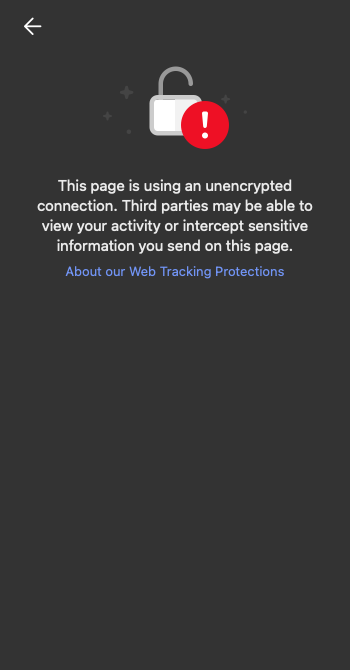 This page is using an unencrypted
connection. Third parties may be able to
view your activity or intercept sensitive
information you send on this page.
About our Web Tracking Protections